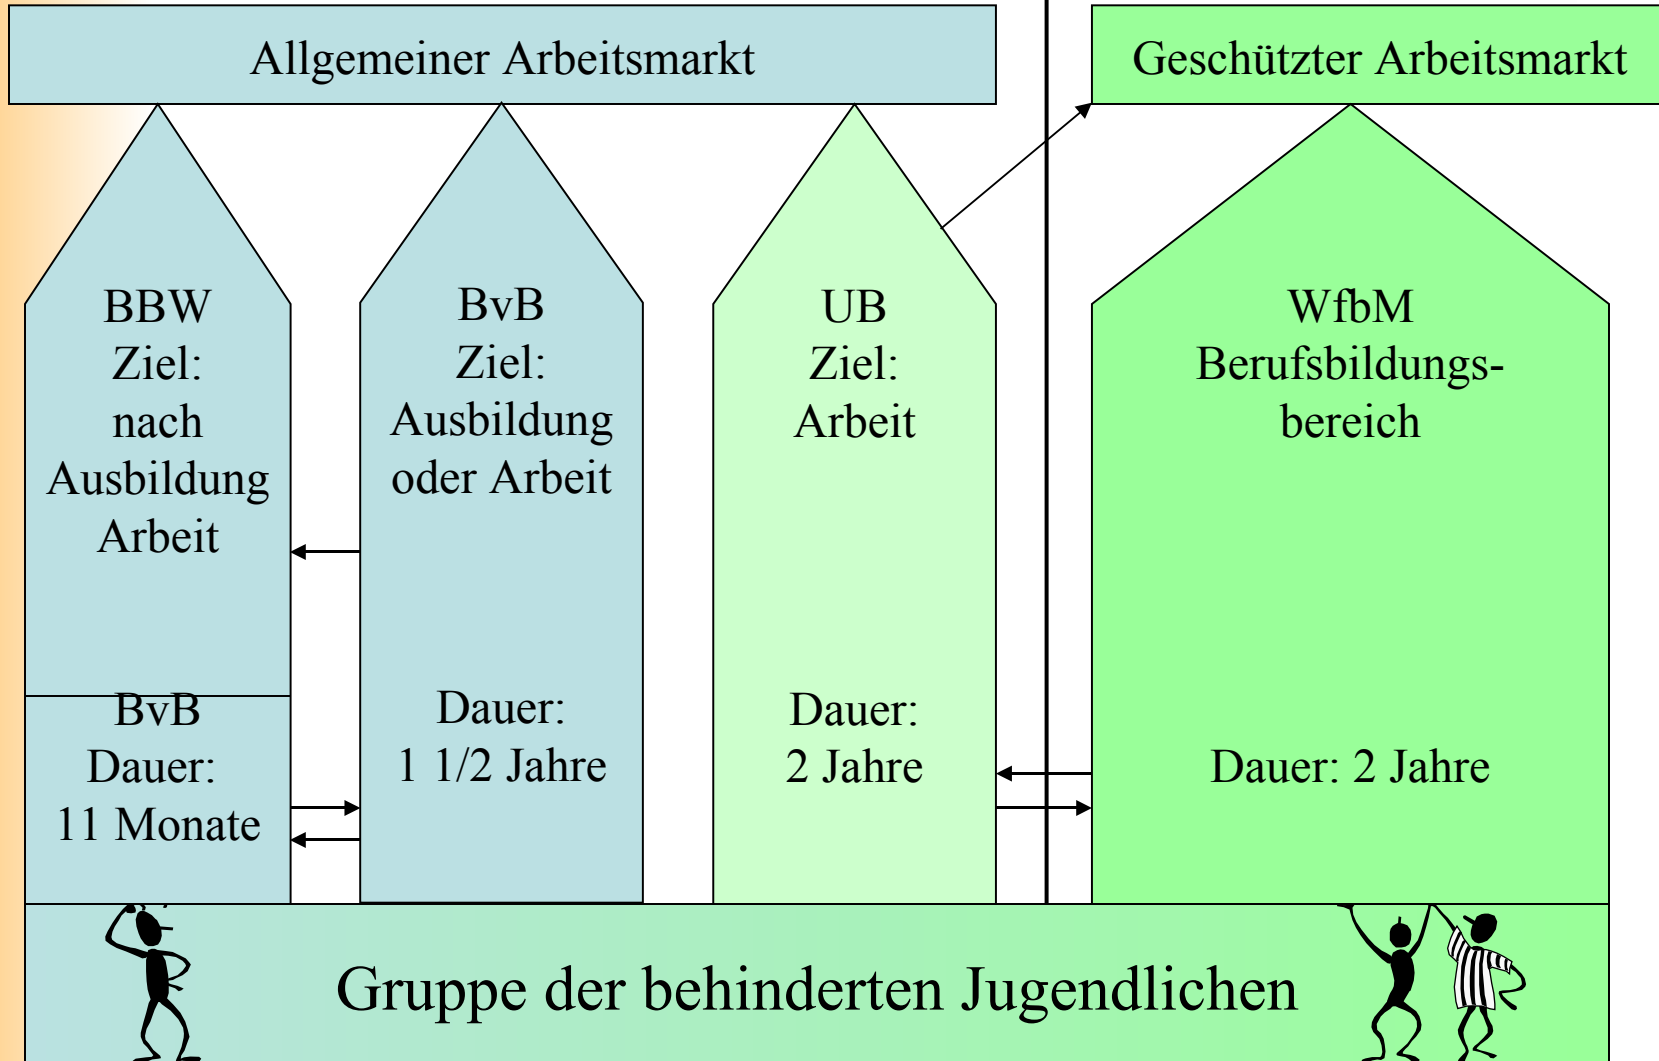 Allgemeiner Arbeitsmarkt
Geschützter Arbeitsmarkt
BBW
Ziel:
nach
Ausbildung
Arbeit
BvB
Dauer:
11 Monate
BvB
Ziel:
Ausbildung
oder Arbeit
Dauer:
1 1/2 Jahre
UB
Ziel:
Arbeit
Dauer:
2 Jahre
WfbM
Berufsbildungs-
bereich
Dauer: 2 Jahre
Gruppe der behinderten Jugendlichen